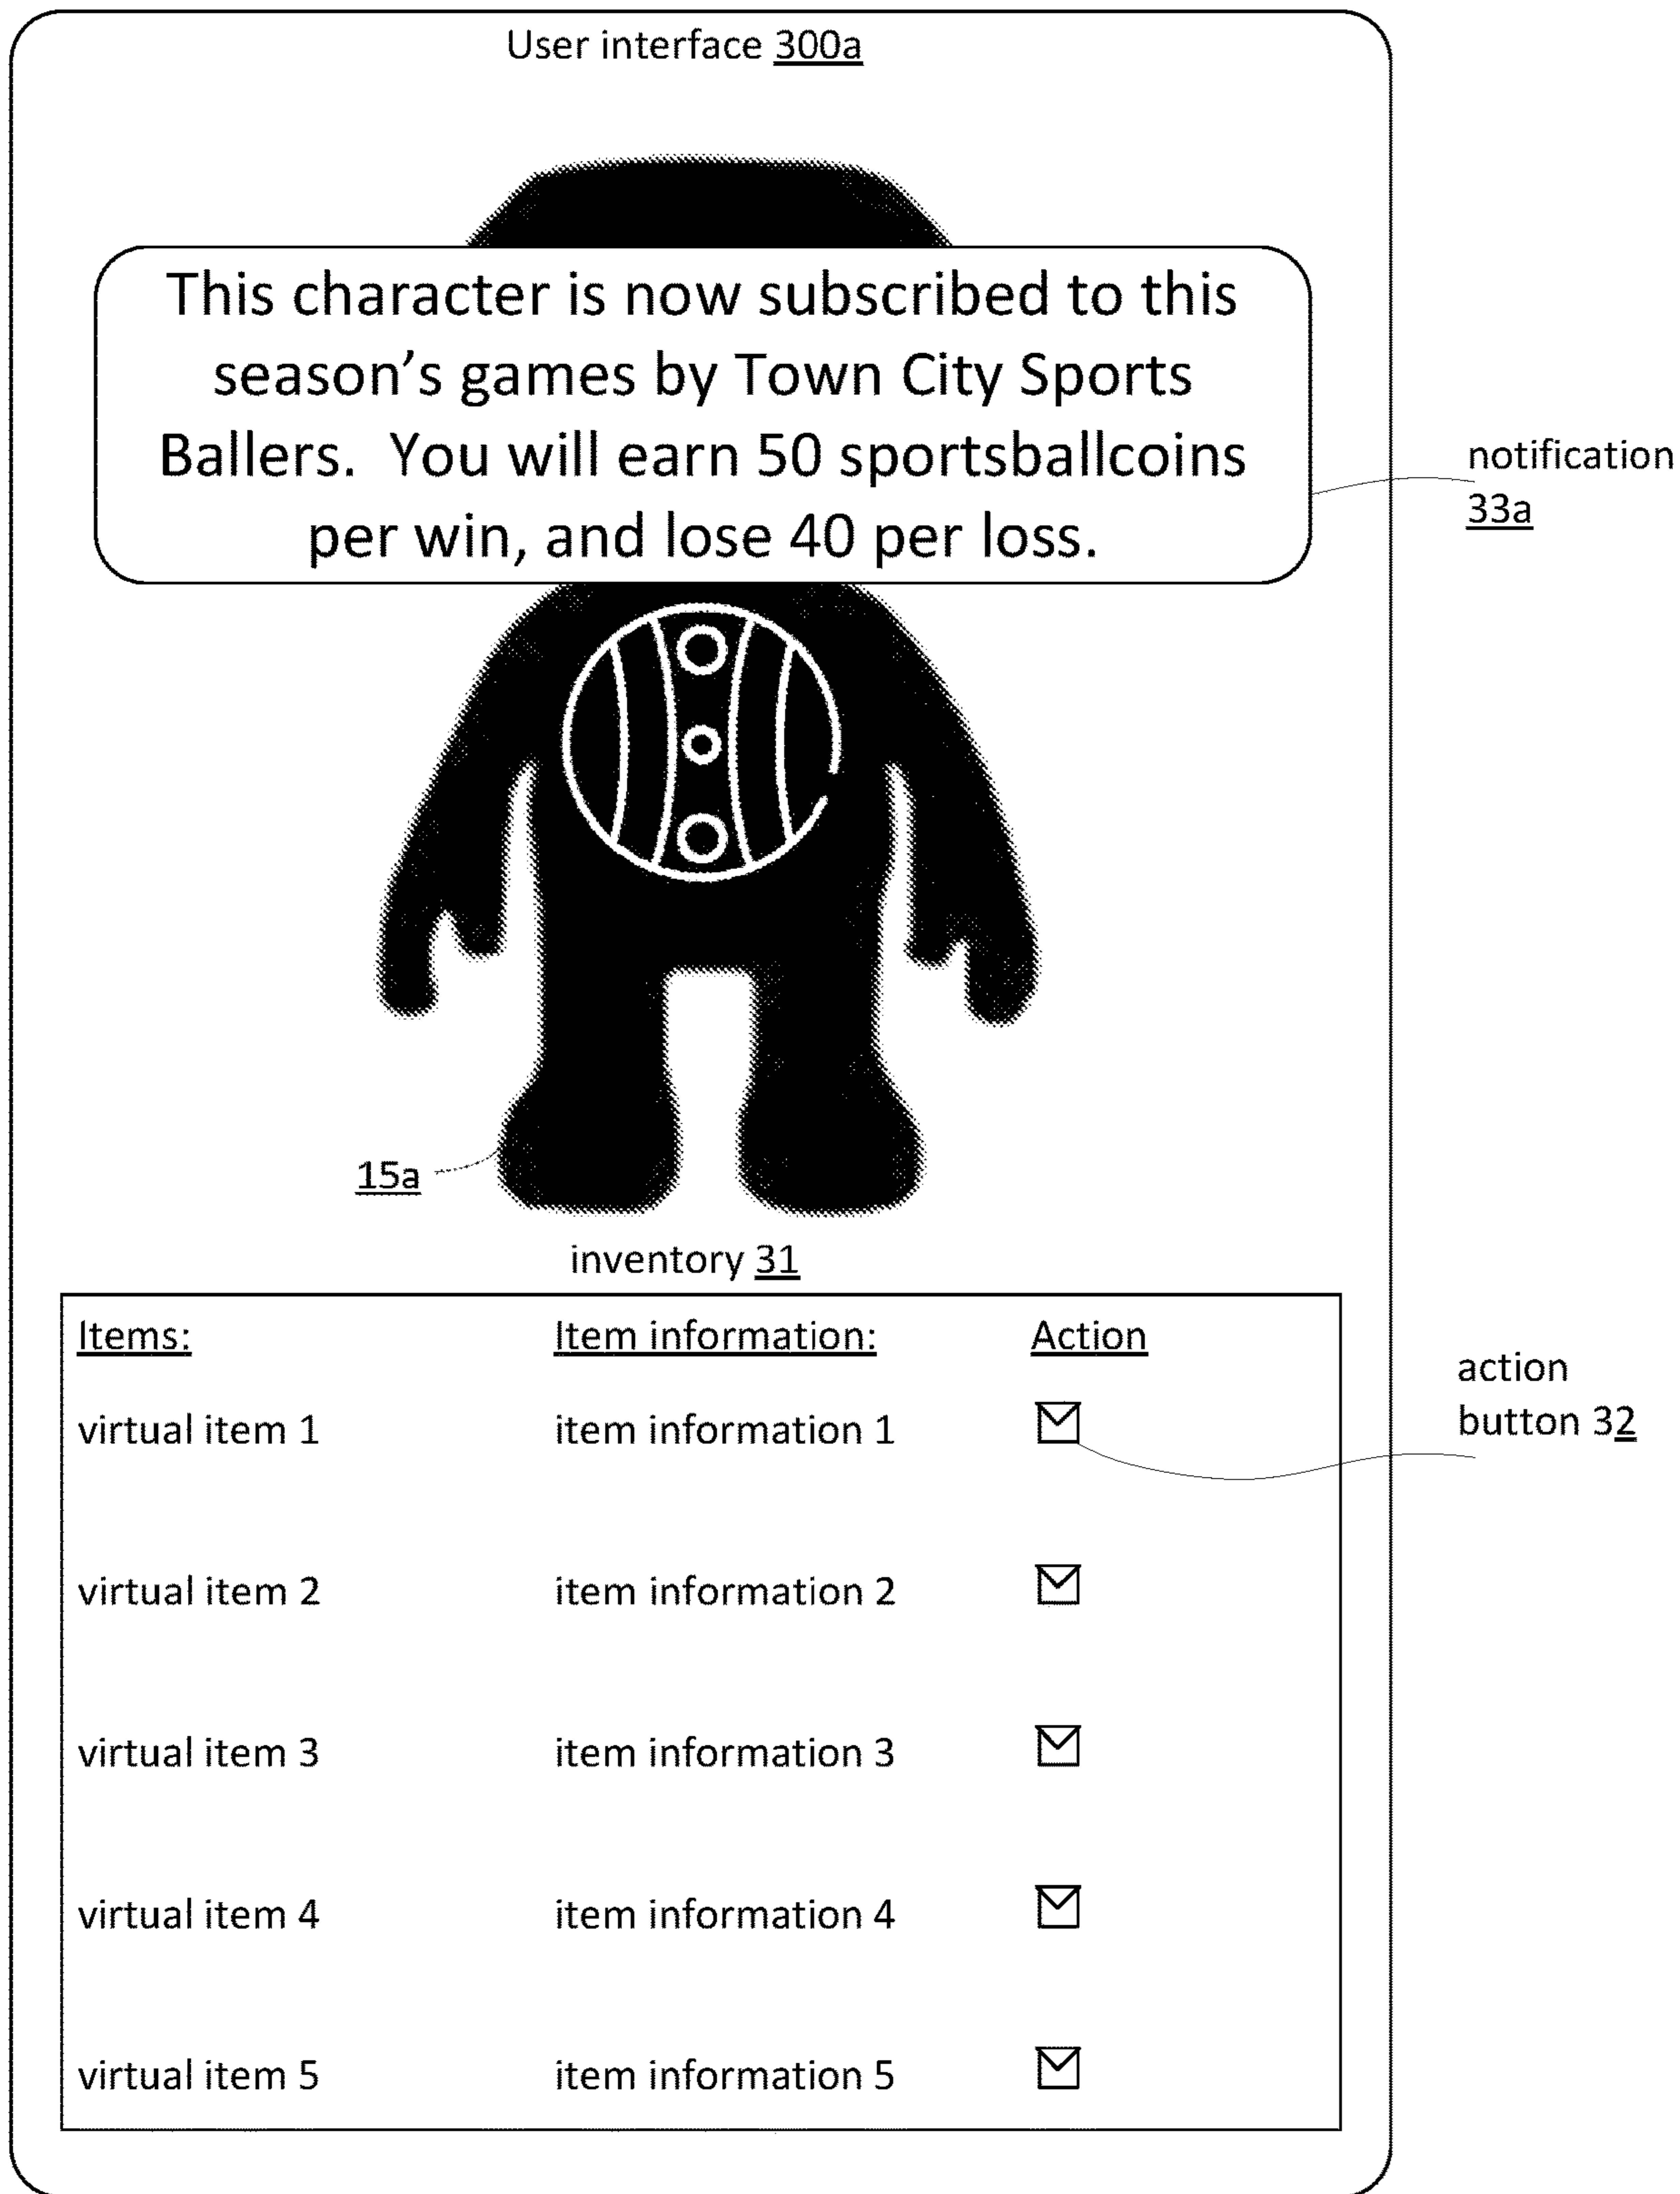 User interface 300a
This character is now subscribed to this
season's games by Town City Sports
Ballers.  You will earn 50 sportsballcoins
per win, and lose 40 per loss.
notification
33a
15a
inventory 31
Items: Item information: Action
virtual item 1 item information 1
action
button 32
virtual item 2 item information 2
virtual item 3 item information 3
virtual item 4 item information 4
virtual item 5 item information 5